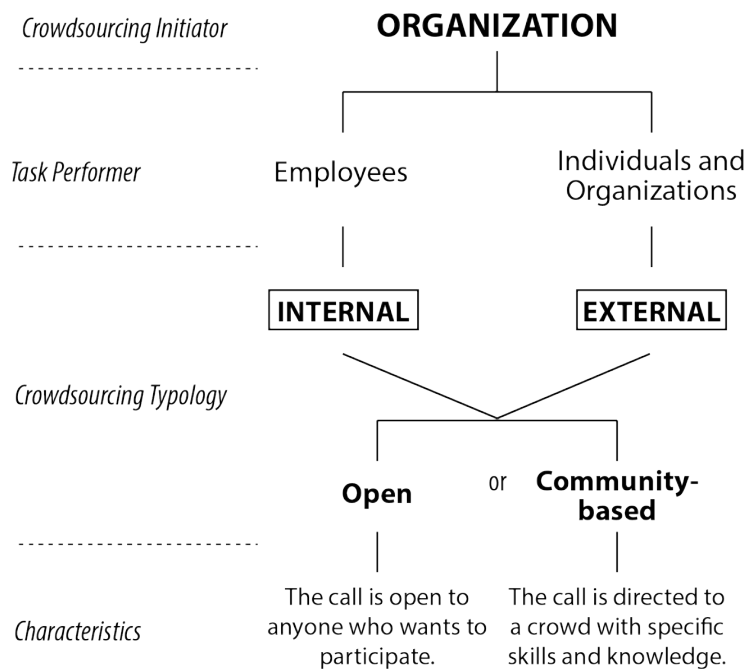 Crowdsourcing Initiator
ORGANIZATION
Task Performer
Employees
Individuals and
Organizations
INTERNAL
EXTERNAL
Crowdsourcing Typology
Open
or
Community-
based
Characteristics
The call is open to
anyone who wants to
participate.
The call is directed to
a crowd with specific
skills and knowledge.